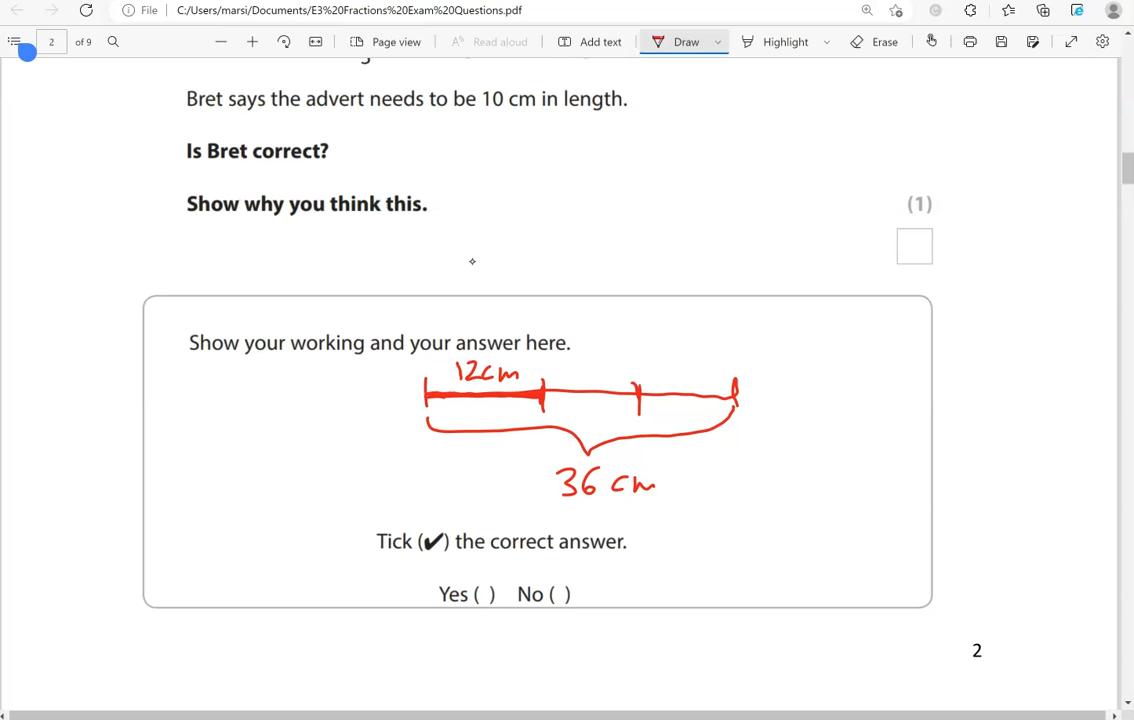 File C:/Users/marsi/Documents/E3%20Fractions%20Exam%20Questions.pdf
2 of 9 Page view Read aloud Add text Draw Highlight Erase
Bret says the advert needs to be 10 cm in length.
Is Bret correct?
Show why you think this. (1)
Show your working and your answer here.
12cm
36 cm
Tick (✔) the correct answer.
Yes ( ) No ( )
2